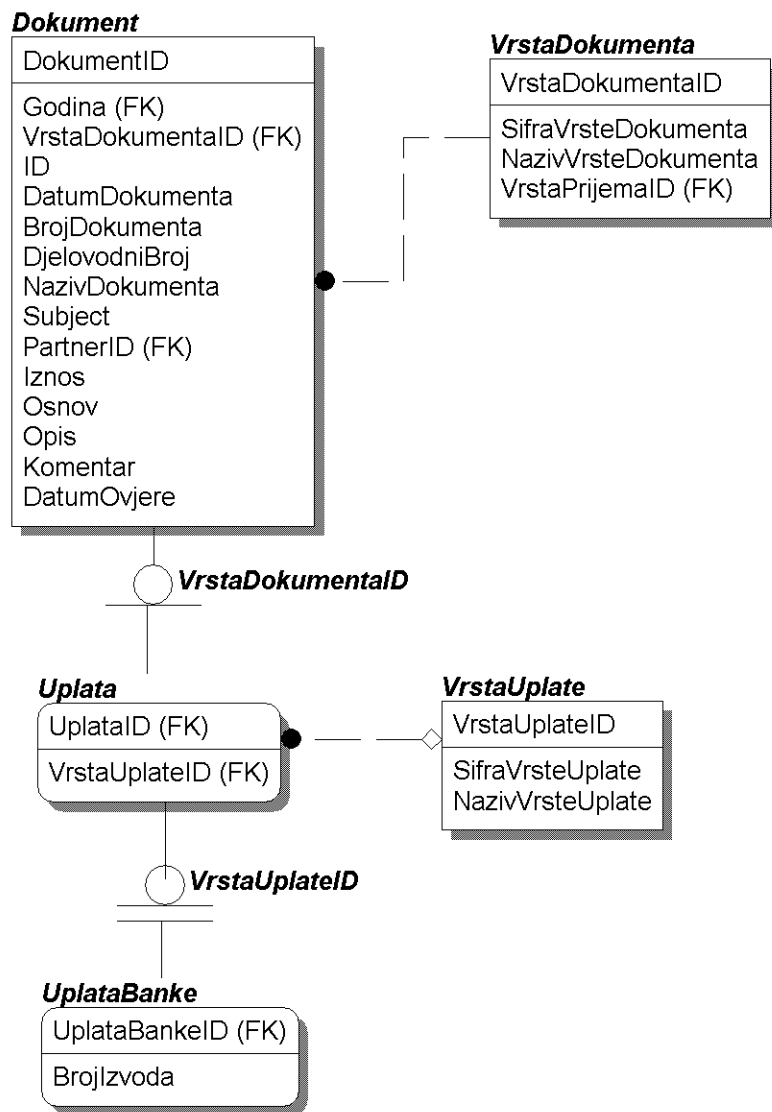 Dokument
DokumentID
Godina (FK)
VrstaDokumentaID (FK)
ID
DatumDokumenta
BrojDokumenta
DjelovodniBroj
NazivDokumenta
Subject
PartnerID (FK)
Iznos
Osnov
Opis
Komentar
DatumOvjere
VrstaDokumenta
VrstaDokumentaID
SifraVrsteDokumenta
NazivVrsteDokumenta
VrstaPrijemaID (FK)
VrstaDokumentaID
Uplata
UplataID (FK)
VrstaUplateID (FK)
VrstaUplate
VrstaUplateID
SifraVrsteUplate
NazivVrsteUplate
VrstaUplateID
UplataBanke
UplataBankeID (FK)
BrojIzvoda